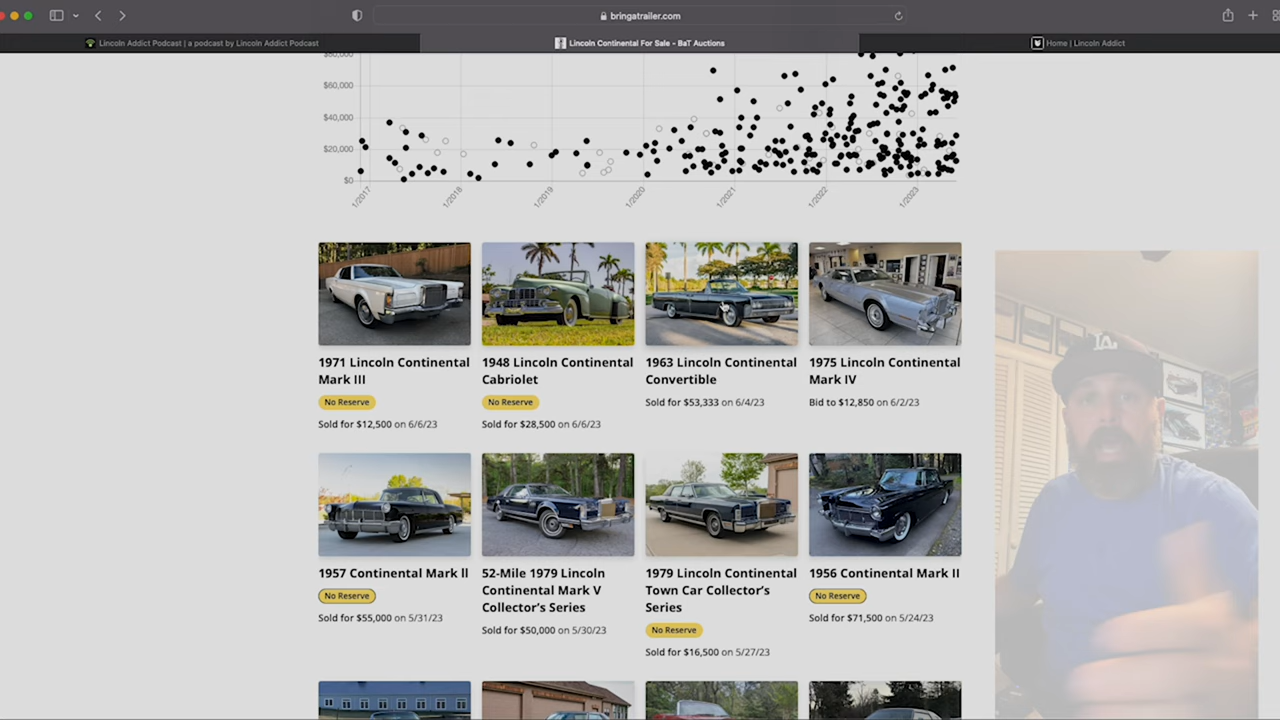 bringatrailer.com
Lincoln Addict Podcast | a podcast by Lincoln Addict Podcast
Lincoln Continental For Sale - BaT Auctions
Home | Lincoln Addict
$80,000
$60,000
$40,000
$20,000
$0
1/2017
1/2018
1/2019
1/2020
1/2021
1/2022
1/2023
1971 Lincoln Continental
Mark III
No Reserve
Sold for $12,500 on 6/6/23
1948 Lincoln Continental
Cabriolet
No Reserve
Sold for $28,500 on 6/6/23
1963 Lincoln Continental
Convertible
Sold for $53,333 on 6/4/23
1975 Lincoln Continental
Mark IV
Bid to $12,850 on 6/2/23
1957 Continental Mark ll
No Reserve
Sold for $55,000 on 5/31/23
52-Mile 1979 Lincoln
Continental Mark V
Collector's Series
Sold for $50,000 on 5/30/23
1979 Lincoln Continental
Town Car Collector's
Series
No Reserve
Sold for $16,500 on 5/27/23
1956 Continental Mark II
No Reserve
Sold for $71,500 on 5/24/23
LA